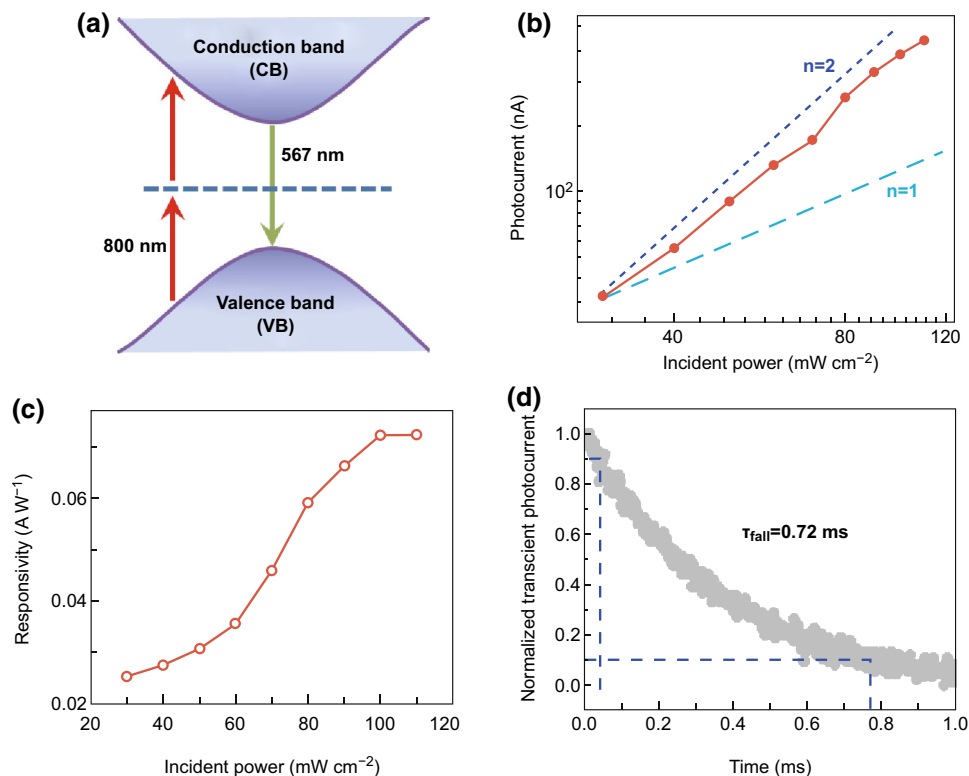 (a)
Conduction band
(CB)
567 nm
800 nm
Valence band
(VB)
(b)
Photocurrent (nA)
10²
n=2
n=1
40
80
120
Incident power (mW cm⁻²)
(c)
Responsivity (A W⁻¹)
0.06
0.04
0.02
20
40
60
80
100
120
Incident power (mW cm⁻²)
(d)
Normalized transient photocurrent
1.0
0.8
0.6
0.4
0.2
0.0
τfall=0.72 ms
0.0
0.2
0.4
0.6
0.8
1.0
Time (ms)